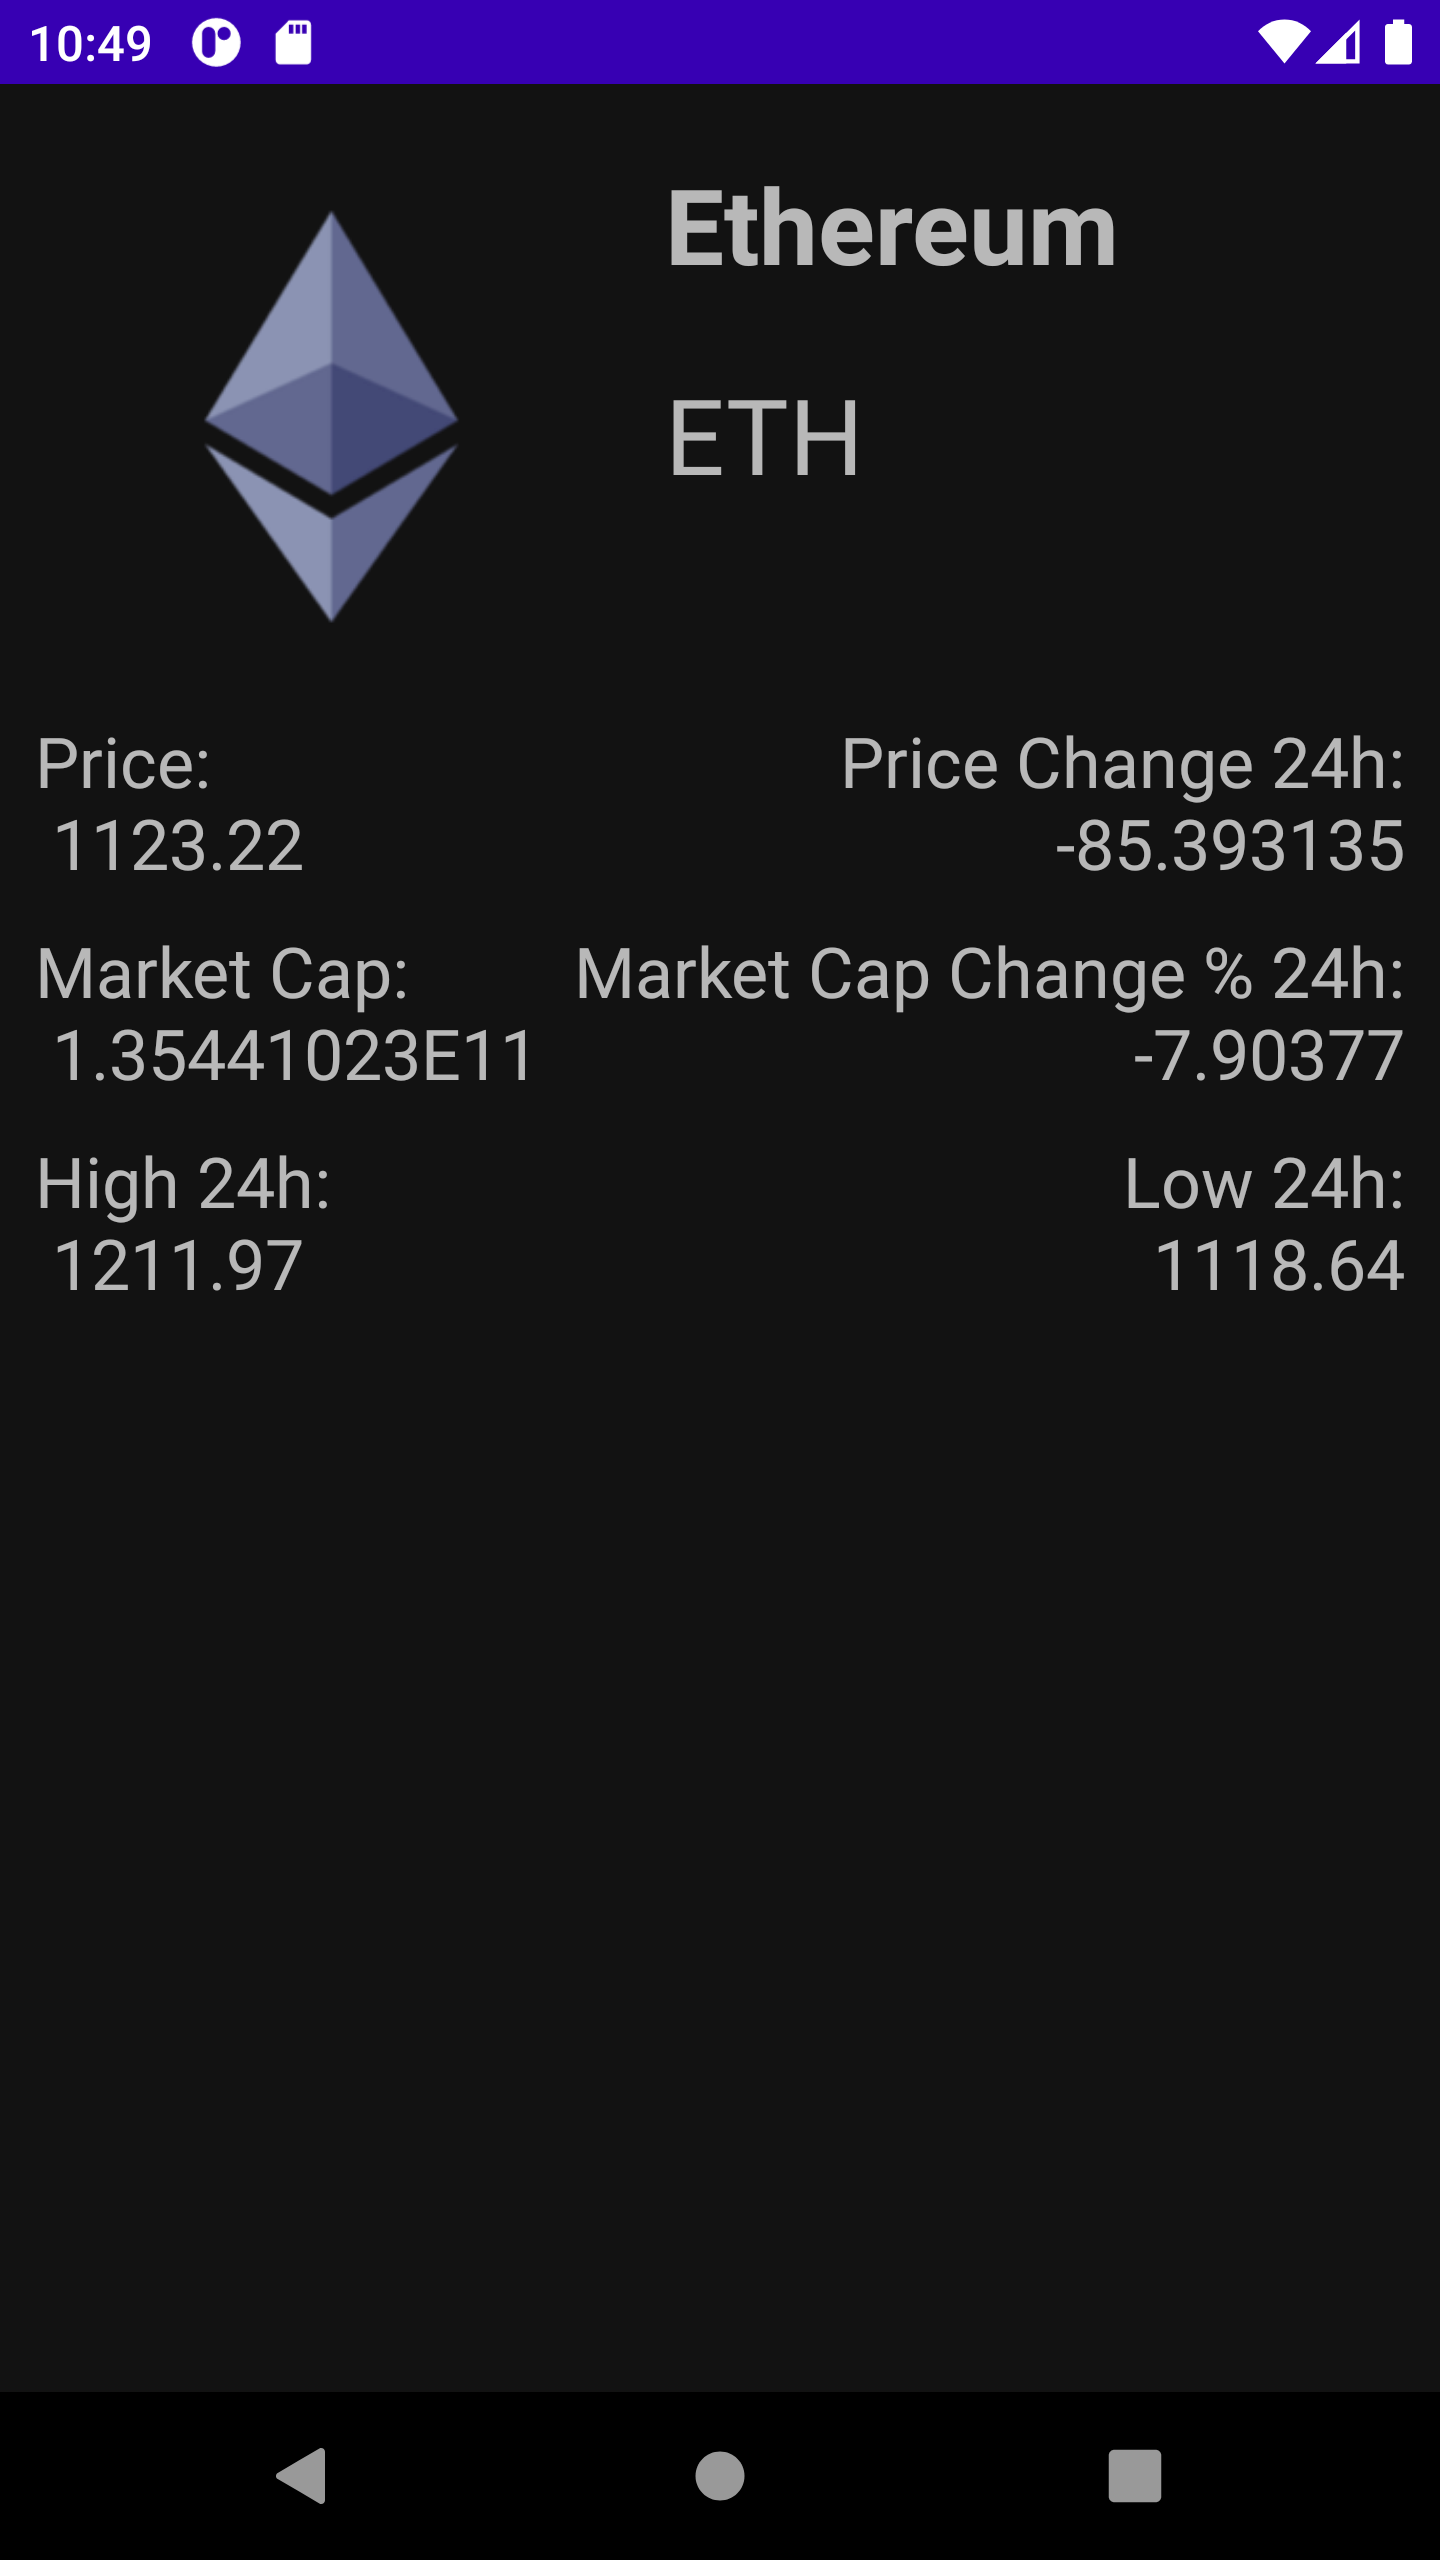 10:49
Ethereum
ETH
Price:
1123.22
Price Change 24h:
-85.393135
Market Cap:
1.35441023E11
Market Cap Change % 24h:
-7.90377
High 24h:
1211.97
Low 24h:
1118.64